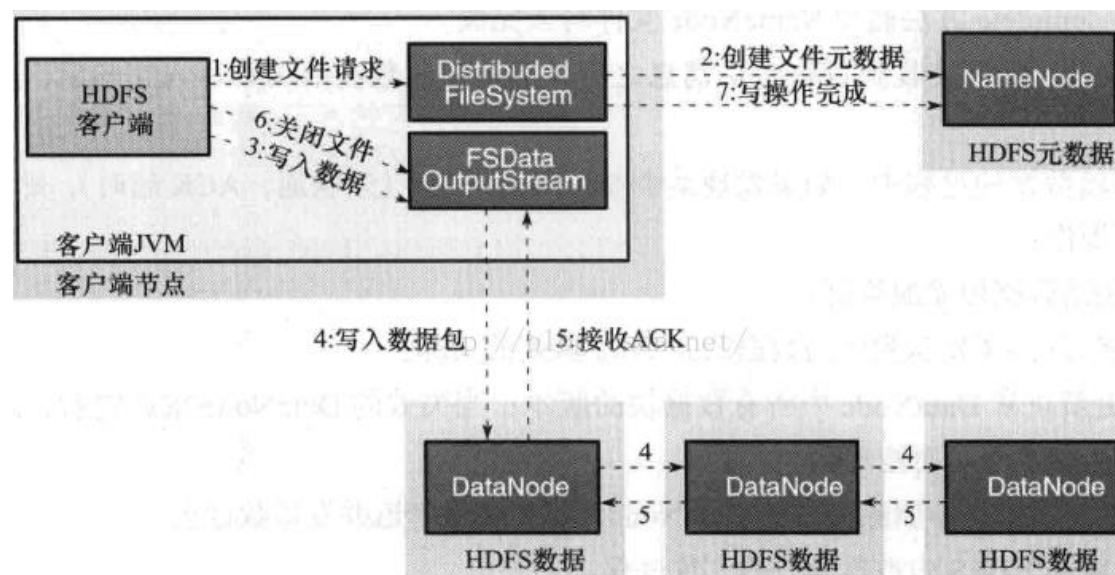 1:创建文件请求
Distribuded
FileSystem
2:创建文件元数据
7:写操作完成
NameNode
HDFS
客户端
6:关闭文件
3:写入数据
FSData
OutputStream
HDFS元数据
客户端JVM
客户端节点
4:写入数据包
5:接收ACK
DataNode
4
5
DataNode
4
5
DataNode
HDFS数据
HDFS数据
HDFS数据